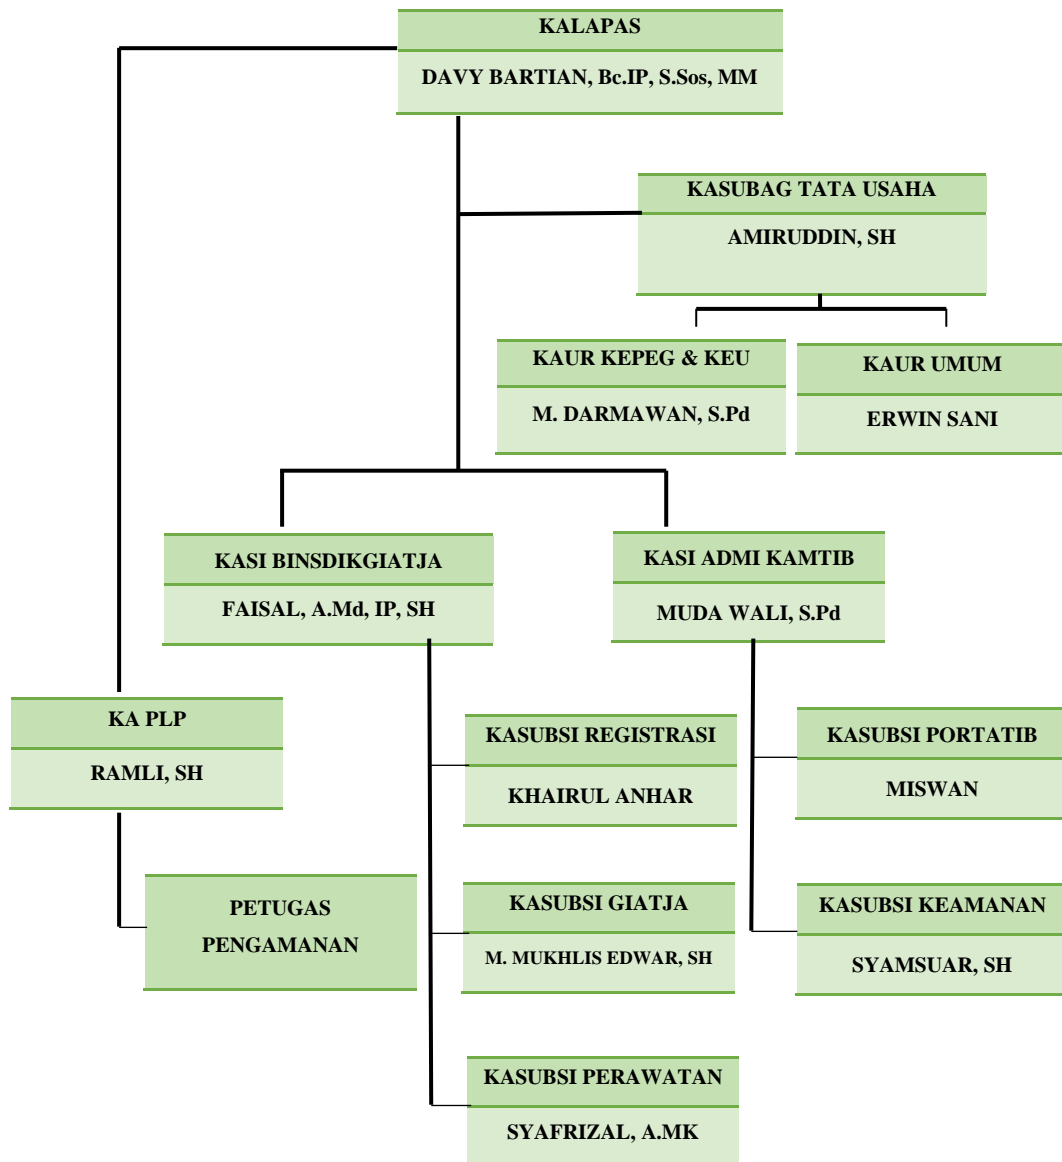 KALAPAS
DAVY BARTIAN, Bc.IP, S.Sos, MM
KASUBAG TATA USAHA
AMIRUDDIN, SH
KAUR KEPEG & KEU
M. DARMAWAN, S.Pd
KAUR UMUM
ERWIN SANI
KASI BINSDIKGIATJA
FAISAL, A.Md, IP, SH
KASI ADMI KAMTIB
MUDA WALI, S.Pd
KA PLP
RAMLI, SH
PETUGAS
PENGAMANAN
KASUBSI REGISTRASI
KHAIRUL ANHAR
KASUBSI GIATJA
M. MUKHLIS EDWAR, SH
KASUBSI PERAWATAN
SYAFRIZAL, A.MK
KASUBSI PORTATIB
MISWAN
KASUBSI KEAMANAN
SYAMSUAR, SH